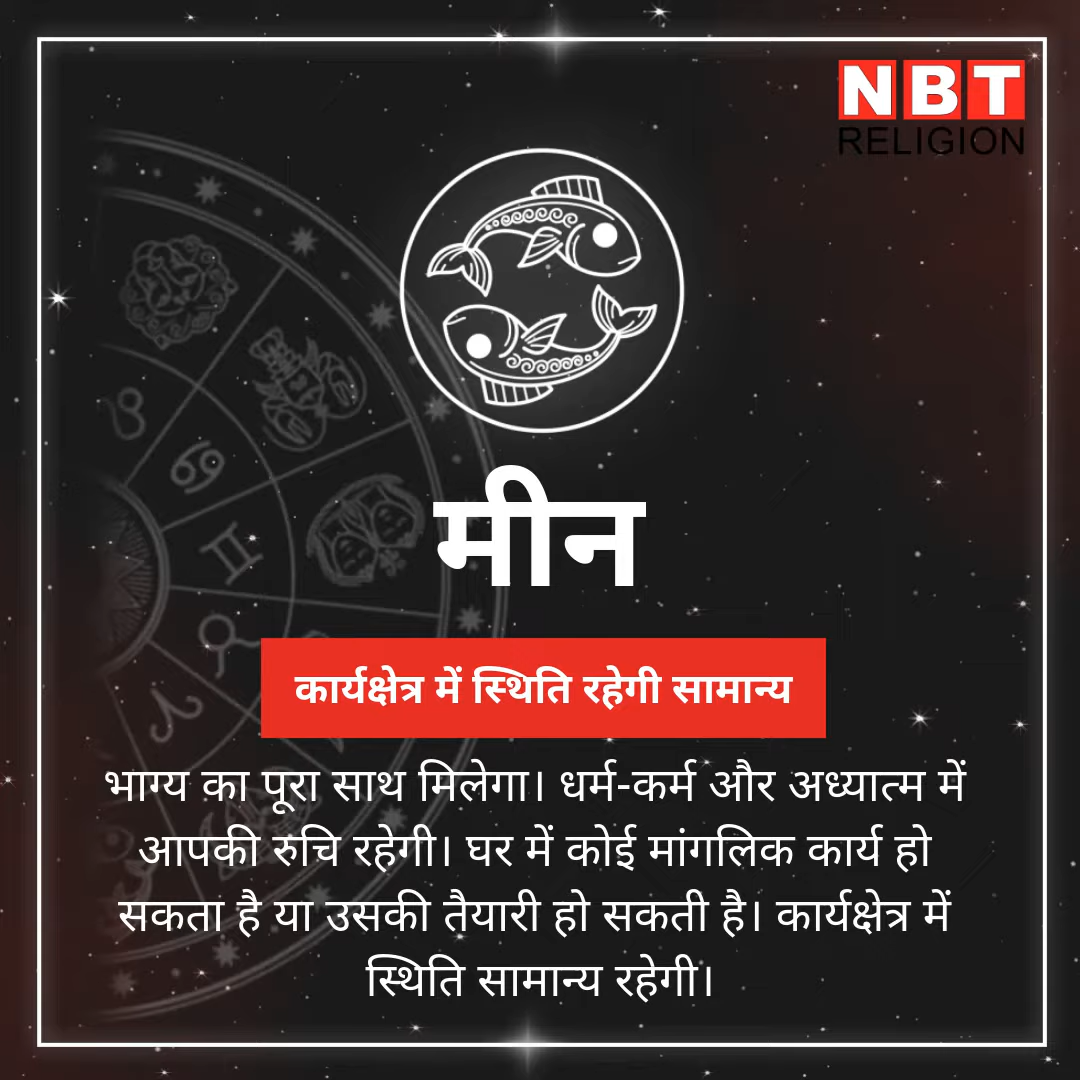 NBT
RELIGION
मीन
कार्यक्षेत्र में स्थिति रहेगी सामान्य
भाग्य का पूरा साथ मिलेगा। धर्म-कर्म और अध्यात्म में
आपकी रुचि रहेगी। घर में कोई मांगलिक कार्य हो
सकता है या उसकी तैयारी हो सकती है। कार्यक्षेत्र में
स्थिति सामान्य रहेगी।